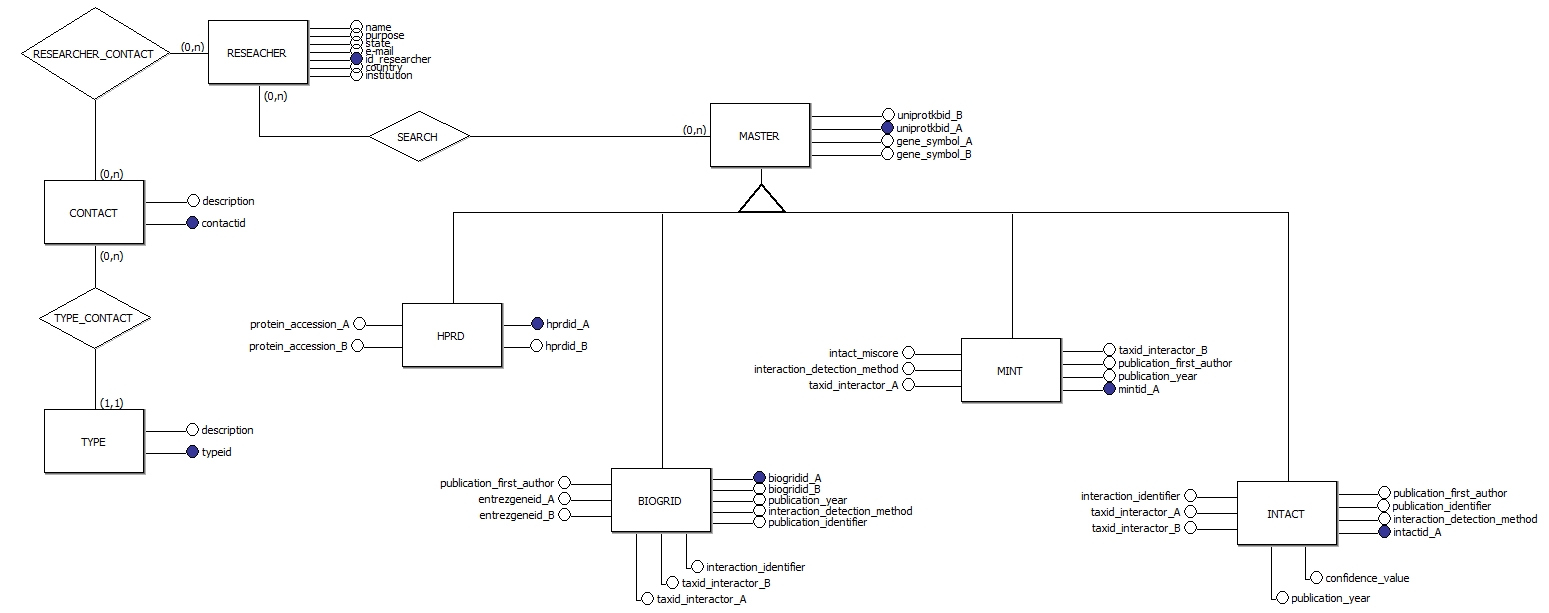 RESEARCHER_CONTACT
(0,n)
RESEACHER
name
purpose
state
e-mail
id_researcher
country
institution
(0,n)
SEARCH
(0,n)
MASTER
uniprotkbid_B
uniprotkbid_A
gene_symbol_A
gene_symbol_B
(0,n)
CONTACT
description
contactid
(0,n)
TYPE_CONTACT
(1,1)
TYPE
description
typeid
protein_accession_A
protein_accession_B
HPRD
hprdid_A
hprdid_B
intact_miscore
interaction_detection_method
taxid_interactor_A
MINT
taxid_interactor_B
publication_first_author
publication_year
mintid_A
publication_first_author
entrezgeneid_A
entrezgeneid_B
BIOGRID
biogridid_A
biogridid_B
publication_year
interaction_detection_method
publication_identifier
interaction_identifier
taxid_interactor_B
taxid_interactor_A
interaction_identifier
taxid_interactor_A
taxid_interactor_B
INTACT
publication_first_author
publication_identifier
interaction_detection_method
intactid_A
confidence_value
publication_year